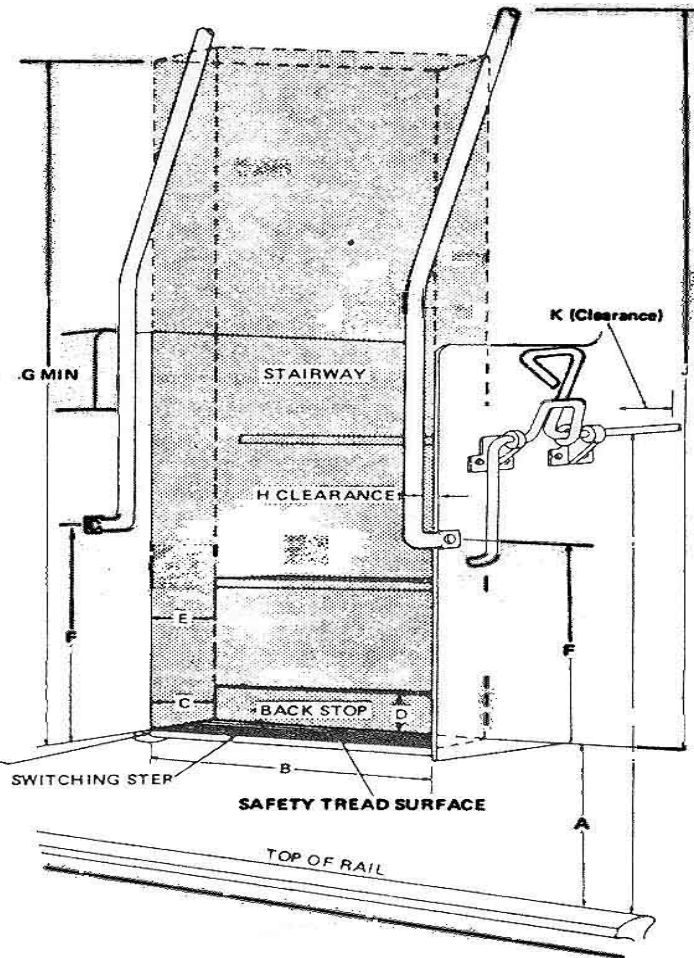 K (Clearance)
.G MIN
STAIRWAY
H CLEARANCE
E
F
F
C
BACK STOP
D
B
SWITCHING STEP
SAFETY TREAD SURFACE
A
TOP OF RAIL